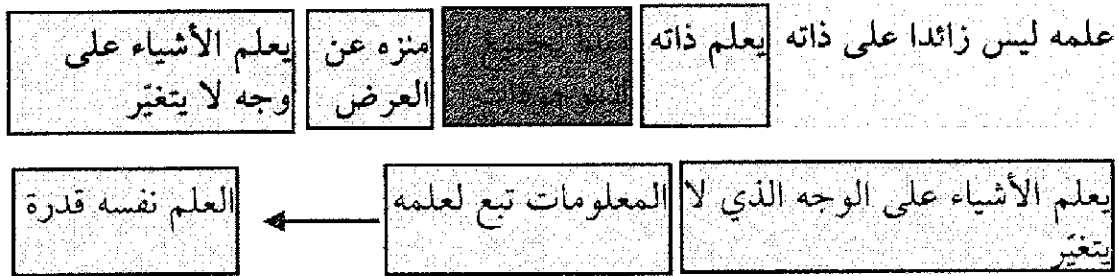 علمه ليس زائدا على ذاته
يعلم ذاته
منزه عن
العرض
يعلم الأشياء على
وجه لا يتغيّر
يعلم الأشياء على الوجه الذي لا
يتغيّر
المعلومات تبع لعلمه
العلم نفسه قدرة